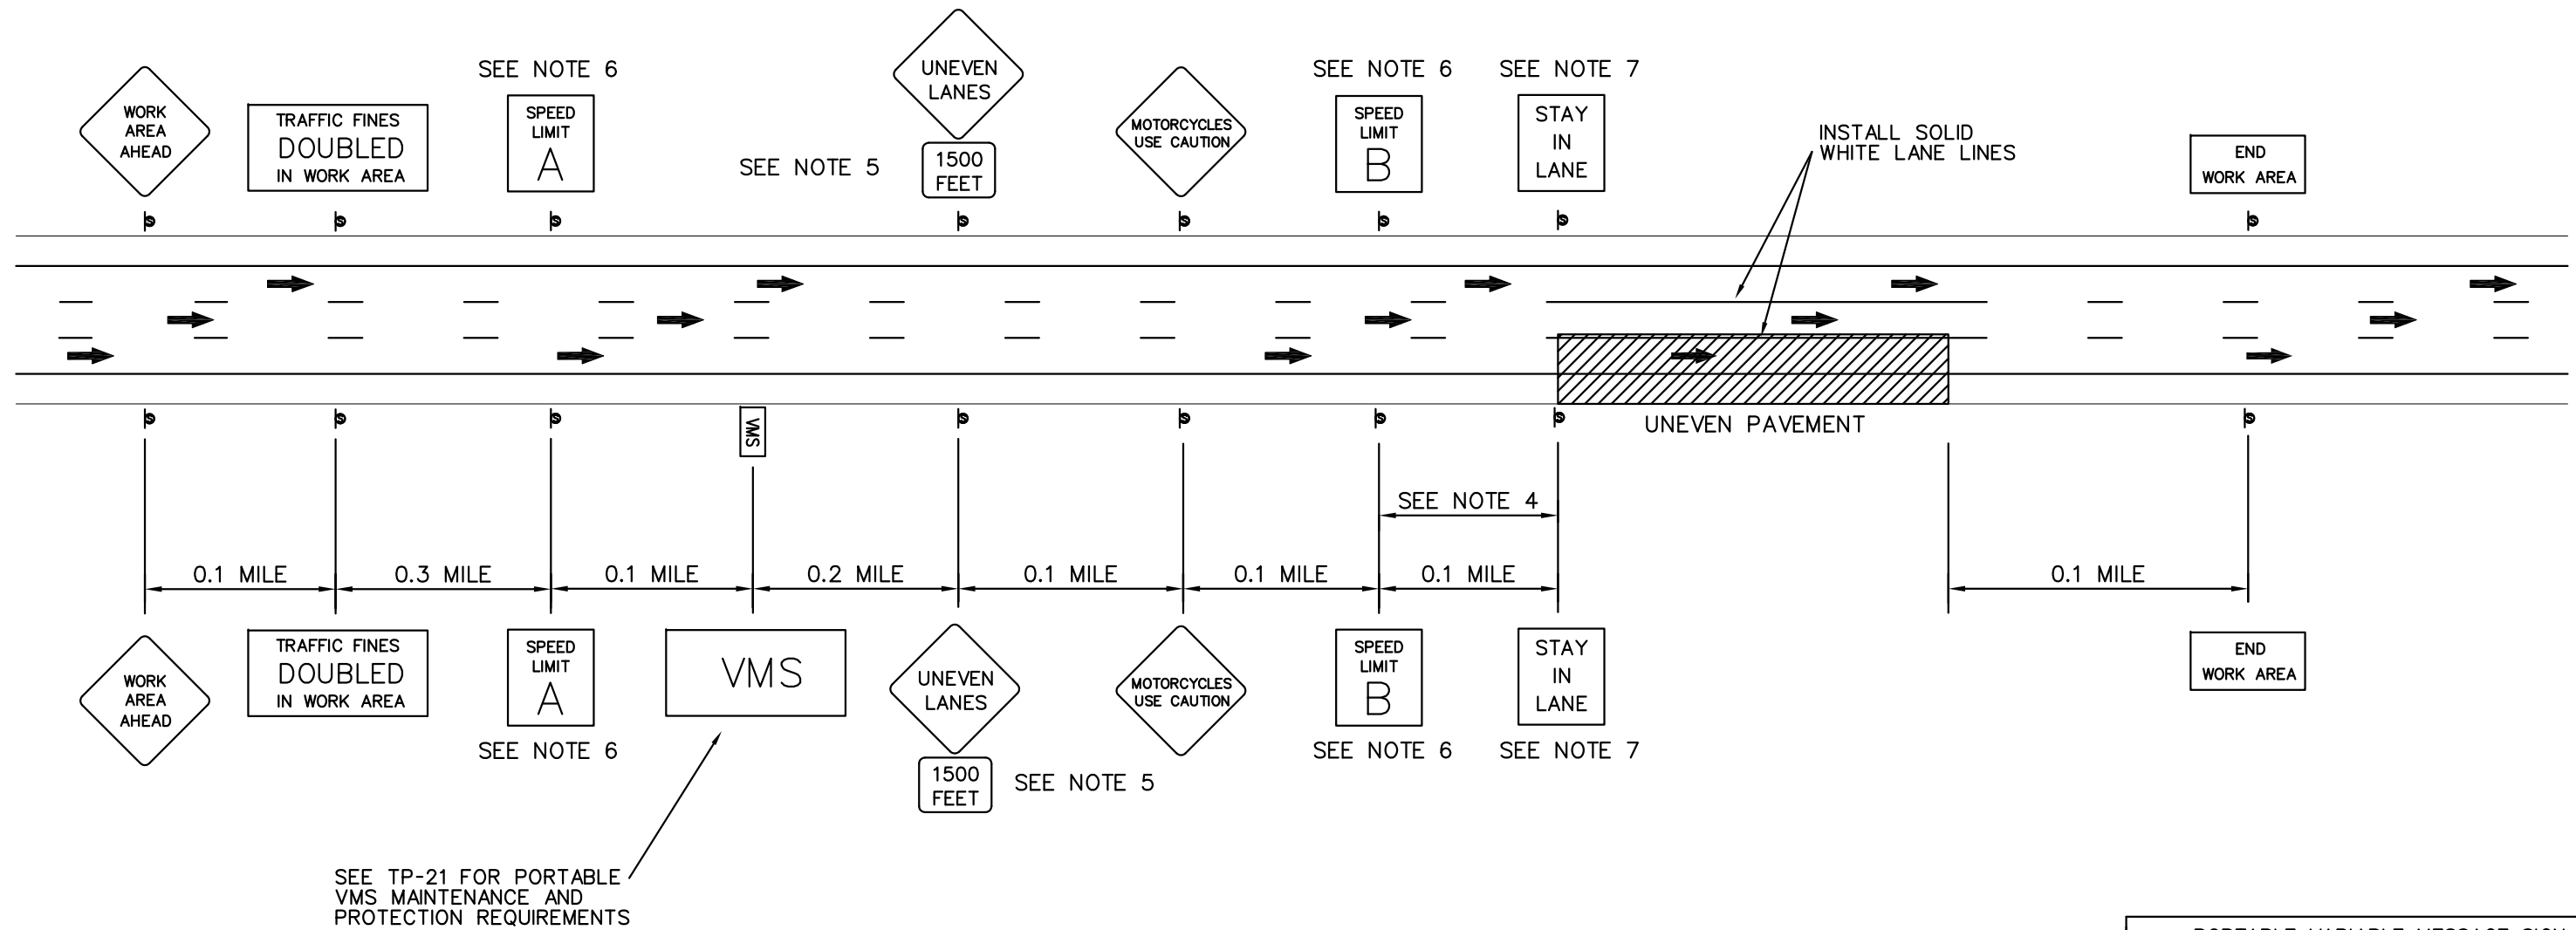 SEE NOTE 6
SEE NOTE 6
SEE NOTE 7
WORK
AREA
AHEAD
TRAFFIC FINES
DOUBLED
IN WORK AREA
SPEED
LIMIT
A
SEE NOTE 5
UNEVEN
LANES
1500
FEET
MOTORCYCLES
USE CAUTION
SPEED
LIMIT
B
STAY
IN
LANE
INSTALL SOLID
WHITE LANE LINES
END
WORK AREA
VMS
UNEVEN PAVEMENT
SEE NOTE 4
0.1 MILE
0.3 MILE
0.1 MILE
0.2 MILE
0.1 MILE
0.1 MILE
0.1 MILE
0.1 MILE
WORK
AREA
AHEAD
TRAFFIC FINES
DOUBLED
IN WORK AREA
SPEED
LIMIT
A
SEE NOTE 6
VMS
UNEVEN
LANES
1500
FEET
SEE NOTE 5
MOTORCYCLES
USE CAUTION
SPEED
LIMIT
B
SEE NOTE 6
STAY
IN
LANE
SEE NOTE 7
END
WORK AREA
SEE TP-21 FOR PORTABLE
VMS MAINTENANCE AND
PROTECTION REQUIREMENTS
PORTABLE VARIABLE MESSAGE SIGN